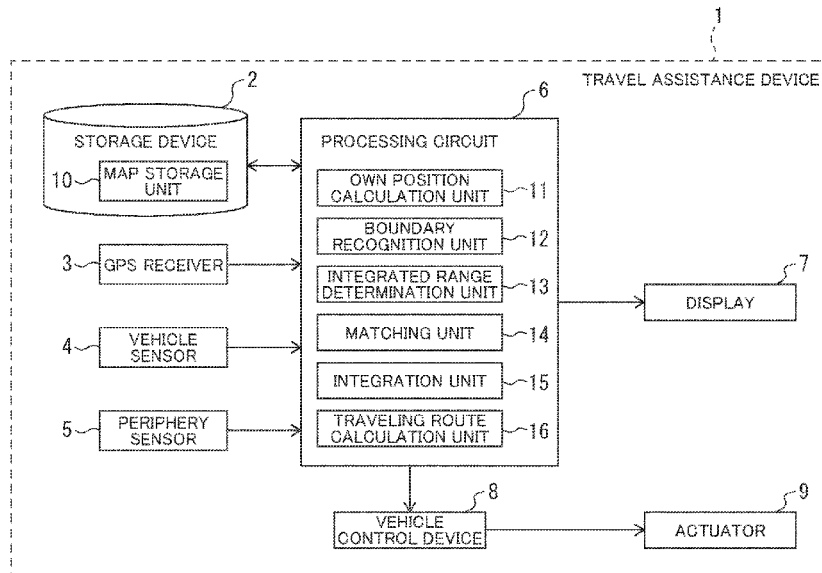 1
TRAVEL ASSISTANCE DEVICE
2
STORAGE DEVICE
10
MAP STORAGE
UNIT
3
GPS RECEIVER
4
VEHICLE
SENSOR
5
PERIPHERY
SENSOR
6
PROCESSING CIRCUIT
OWN POSITION
CALCULATION UNIT
11
BOUNDARY
RECOGNITION UNIT
12
INTEGRATED RANGE
DETERMINATION UNIT
13
MATCHING UNIT
14
INTEGRATION UNIT
15
TRAVELING ROUTE
CALCULATION UNIT
16
7
DISPLAY
8
VEHICLE
CONTROL DEVICE
9
ACTUATOR